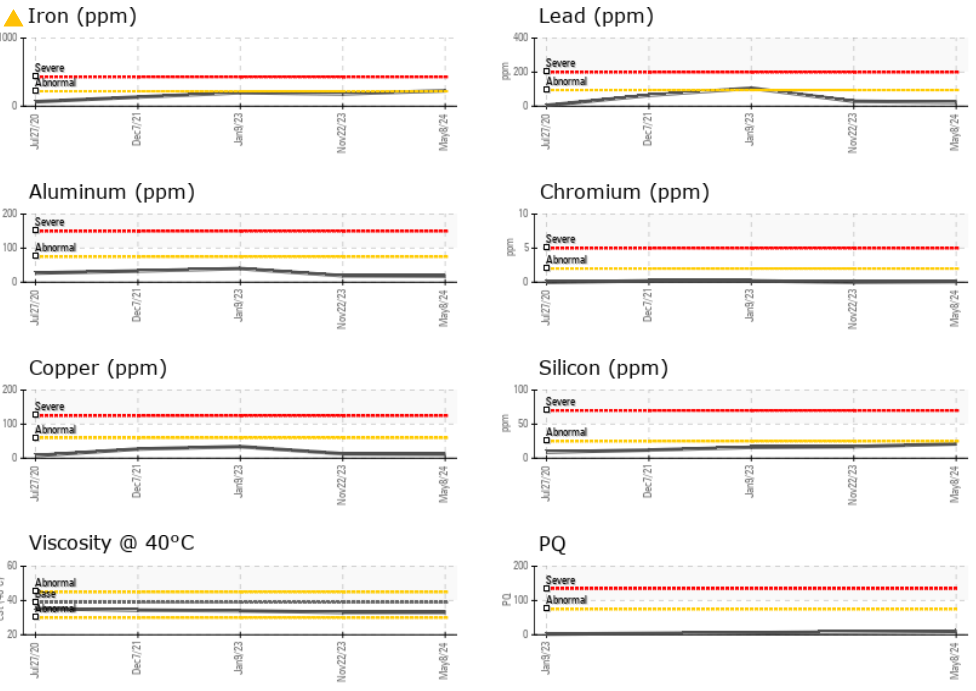 Iron (ppm)
1000
Severe
Abnormal
0
Jul27/20
Dec7/21
Jan9/23
Nov22/23
May8/24
Lead (ppm)
400
ppm
200
Severe
Abnormal
0
Jul27/20
Dec7/21
Jan9/23
Nov22/23
May8/24
Aluminum (ppm)
200
Severe
100
Abnormal
0
Jul27/20
Dec7/21
Jan9/23
Nov22/23
May8/24
Chromium (ppm)
10
ppm
5
Severe
Abnormal
0
Jul27/20
Dec7/21
Jan9/23
Nov22/23
May8/24
Copper (ppm)
200
Severe
100
Abnormal
0
Jul27/20
Dec7/21
Jan9/23
Nov22/23
May8/24
Silicon (ppm)
100
ppm
Severe
50
Abnormal
0
Jul27/20
Dec7/21
Jan9/23
Nov22/23
May8/24
Viscosity @ 40°C
60
Abnormal
Base
40
Abnormal
20
Jul27/20
Dec7/21
Jan9/23
Nov22/23
May8/24
PQ
200
PQ
Severe
100
Abnormal
0
Jan9/23
Nov22/23
May8/24